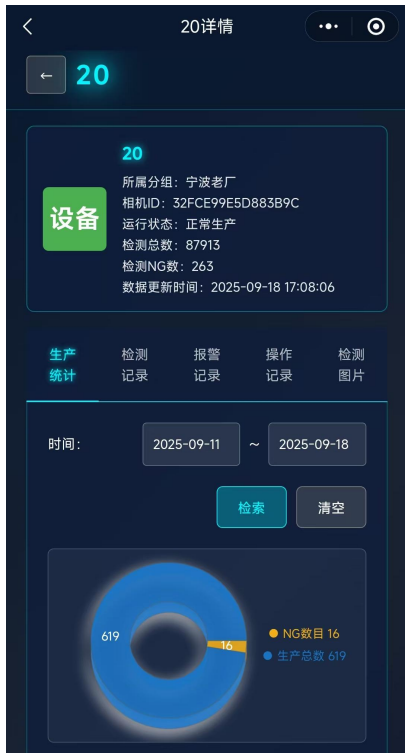 20详情
← 20
20
设备
所属分组：宁波老厂
相机ID：32FCE99E5D883B9C
运行状态：正常生产
检测总数：87913
检测NG数：263
数据更新时间：2025-09-18 17:08:06
生产统计
检测记录
报警记录
操作记录
检测图片
时间：
2025-09-11 ~ 2025-09-18
检索
清空
619
16
NG数目 16
生产总数 619